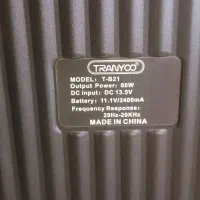 TRANYOO
MODEL: T-B21
Output Power: 60W
DC input: DC 13.5V
Battery: 11.1V/2400mA
Frequency Response:
20Hz-20KHz
MADE IN CHINA